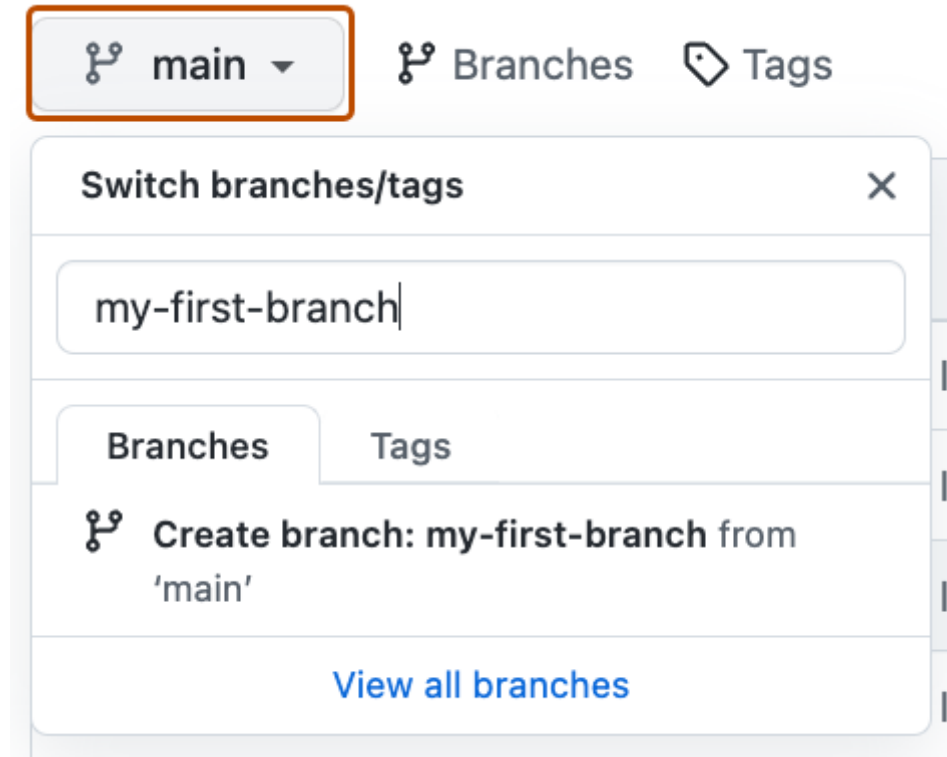 main
Branches
Tags
Switch branches/tags
my-first-branch
Branches
Tags
Create branch: my-first-branch from
‘main’
View all branches